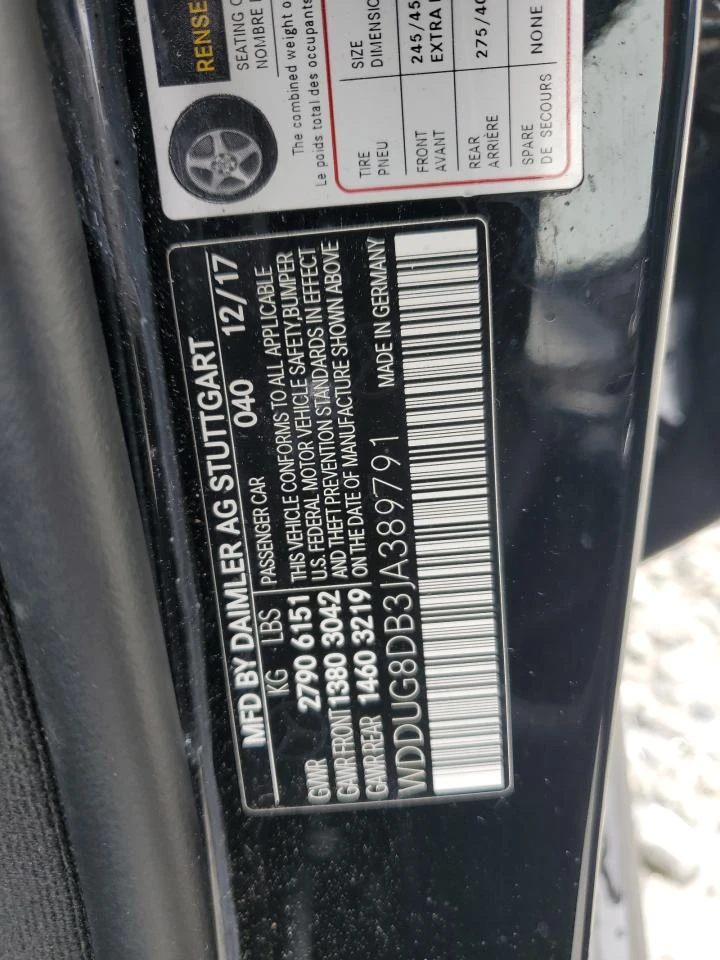 RENSE
SEATING C
NOMBRE
The combined weight o
Le poids total des occupants
TIRE SIZE
PNEU DIMENSION
FRONT 245/45
AVANT EXTRA
REAR 275/40
ARRIÈRE
SPARE NONE
DE SECOURS
MFD BY DAIMLER AG STUTTGART
KG LBS PASSENGER CAR 040 12/17
GVWR 2790 6151 THIS VEHICLE CONFORMS TO ALL APPLICABLE
GAWR FRONT 1380 3042 U.S. FEDERAL MOTOR VEHICLE SAFETY,BUMPER
GAWR REAR 1460 3219 AND THEFT PREVENTION STANDARDS IN EFFECT
ON THE DATE OF MANUFACTURE SHOWN ABOVE
WDDUG8DB3JA389791 MADE IN GERMANY